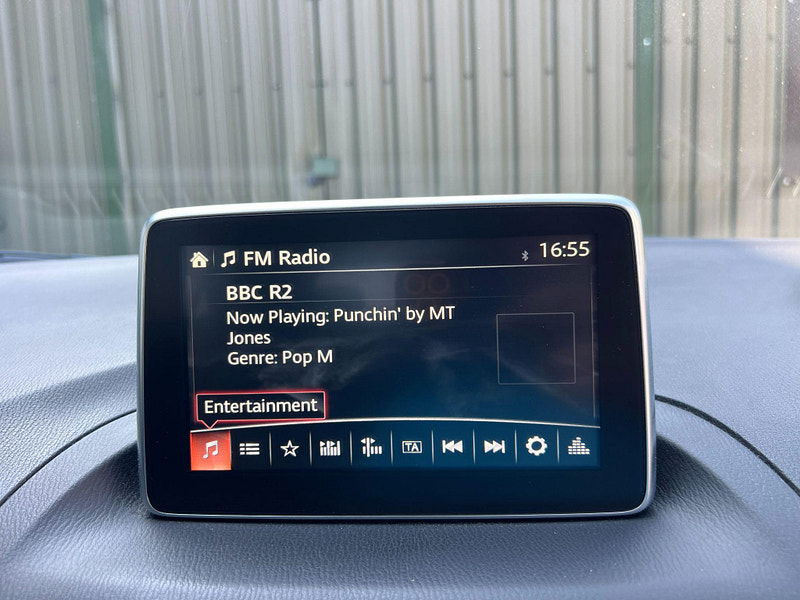 FM Radio 16:55
BBC R2
Now Playing: Punchin' by MT
Jones
Genre: Pop M
Entertainment
TA